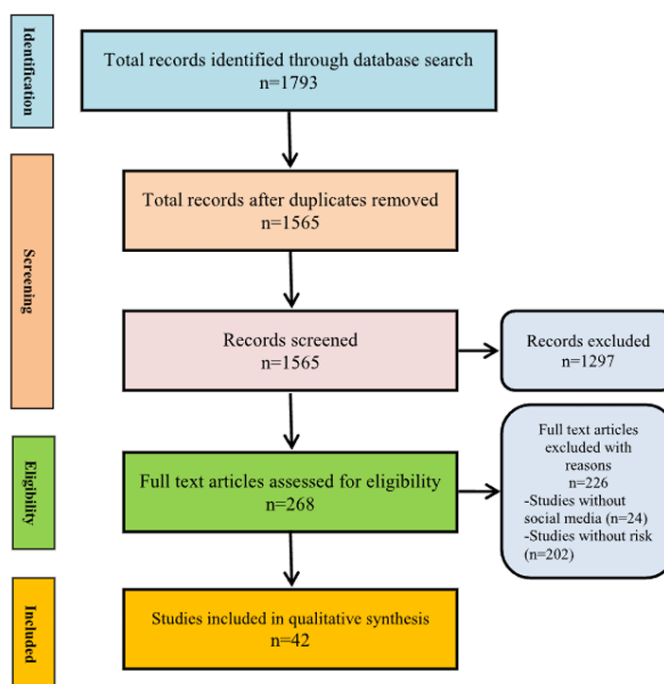 Identification
Total records identified through database search
n=1793
Screening
Total records after duplicates removed
n=1565
Records screened
n=1565
Records excluded
n=1297
Eligibility
Full text articles assessed for eligibility
n=268
Full text articles
excluded with
reasons
n=226
-Studies without
social media (n=24)
-Studies without risk
(n=202)
Included
Studies included in qualitative synthesis
n=42